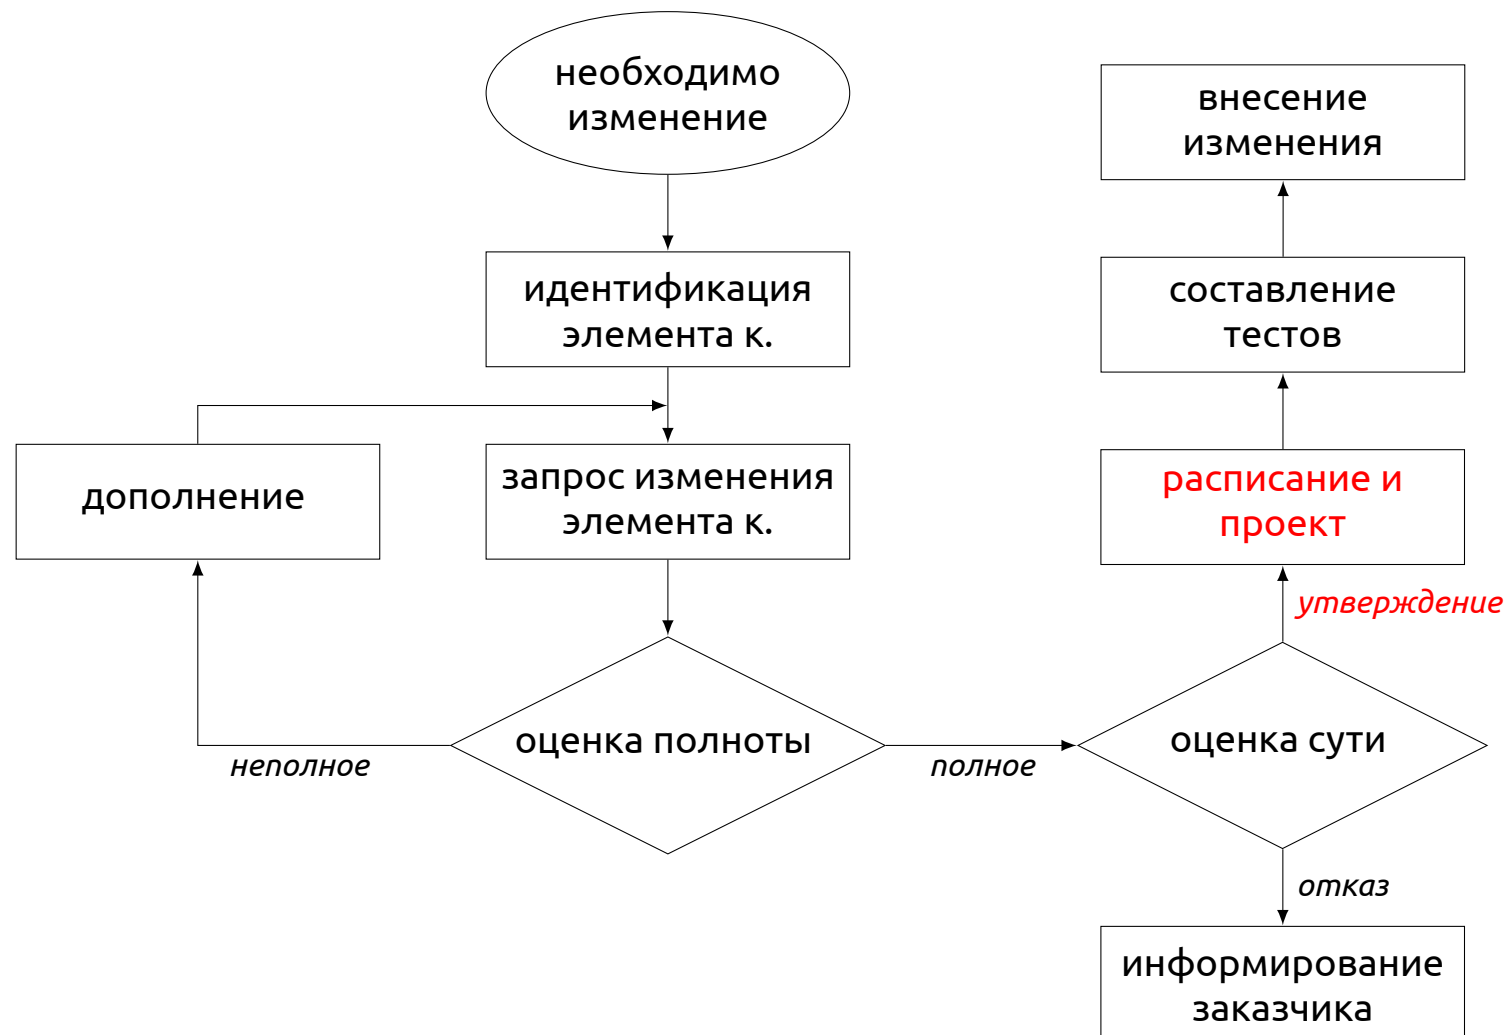 необходимо
изменение
внесение
изменения
идентификация
элемента к.
составление
тестов
дополнение
запрос изменения
элемента к.
расписание и
проект
утверждение
оценка полноты
оценка сути
неполное
полное
отказ
информирование
заказчика